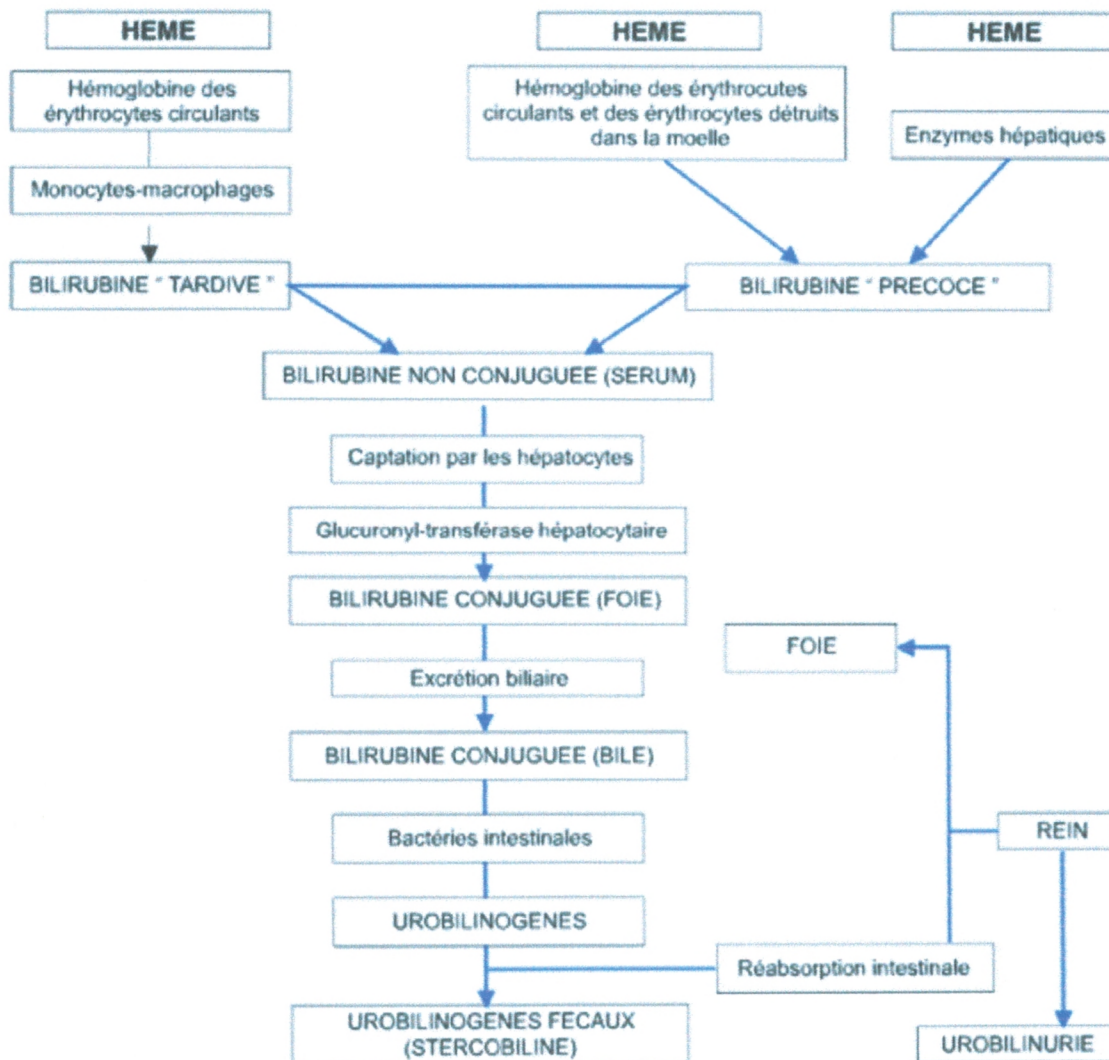 HEME
HEME
HEME
Hémoglobine des
érythrocytes circulants
Hémoglobine des érythrocutes
circulants et des érythrocytes détruits
dans la moelle
Enzymes hépatiques
Monocytes-macrophages
BILIRUBINE " TARDIVE "
BILIRUBINE " PRECOCE "
BILIRUBINE NON CONJUGUEE (SERUM)
Captation par les hépatocytes
Glucuronyl-transférase hépatocytaire
BILIRUBINE CONJUGUEE (FOIE)
FOIE
Excrétion biliaire
BILIRUBINE CONJUGUEE (BILE)
REIN
Bactéries intestinales
UROBILINOGENES
Réabsorption intestinale
UROBILINOGENES FECAUX
(STERCOBILINE)
UROBILINURIE